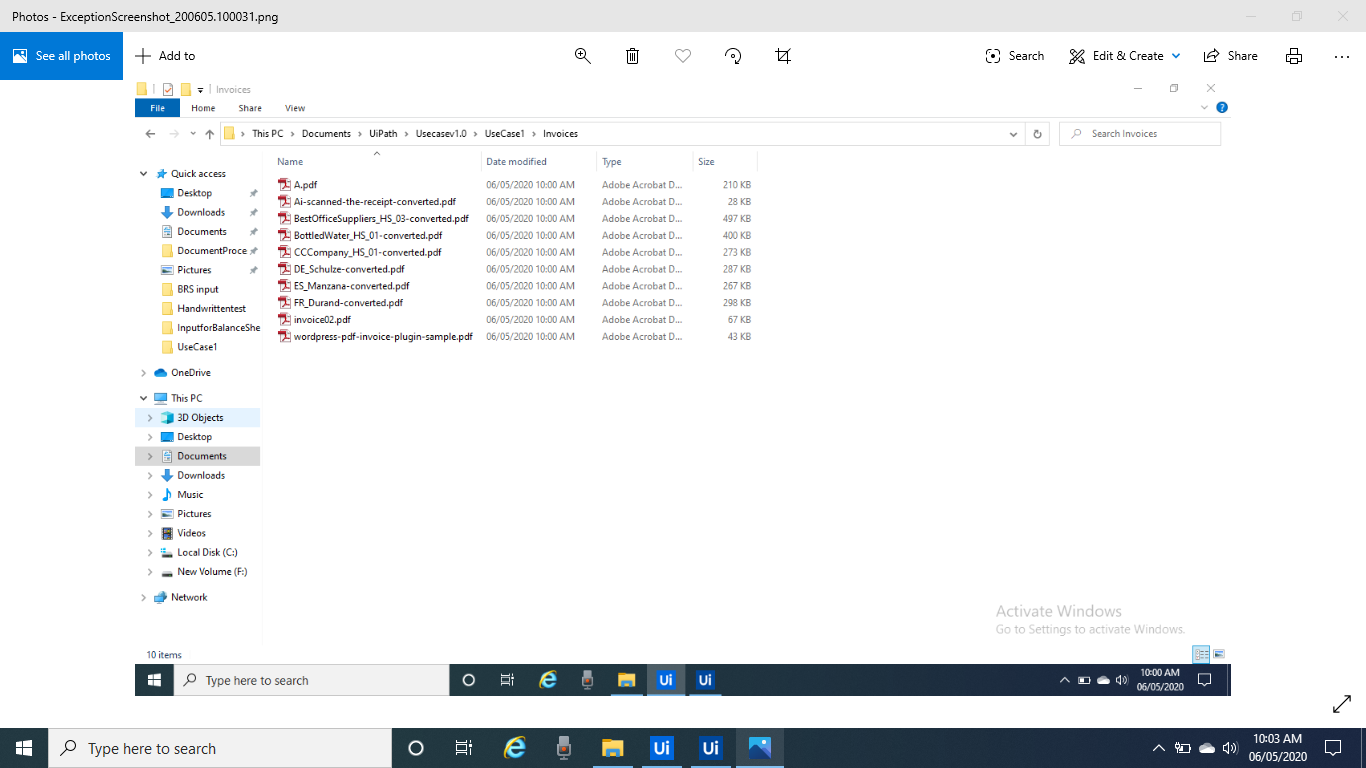 Photos - ExceptionScreenshot_200605.100031.png
See all photos
Add to
Search
Edit & Create
Share
Invoices
File Home Share View
This PC > Documents > UiPath > Usecasev1.0 > UseCase1 > Invoices
Search Invoices
Name Date modified Type Size
A.pdf 06/05/2020 10:00 AM Adobe Acrobat D... 210 KB
Ai-scanned-the-receipt-converted.pdf 06/05/2020 10:00 AM Adobe Acrobat D... 28 KB
BestOfficeSuppliers_HS_03-converted.pdf 06/05/2020 10:00 AM Adobe Acrobat D... 497 KB
BottledWater_HS_01-converted.pdf 06/05/2020 10:00 AM Adobe Acrobat D... 400 KB
CCCompany_HS_01-converted.pdf 06/05/2020 10:00 AM Adobe Acrobat D... 273 KB
DE_Schulze-converted.pdf 06/05/2020 10:00 AM Adobe Acrobat D... 287 KB
ES_Manzana-converted.pdf 06/05/2020 10:00 AM Adobe Acrobat D... 267 KB
FR_Durand-converted.pdf 06/05/2020 10:00 AM Adobe Acrobat D... 298 KB
invoice02.pdf 06/05/2020 10:00 AM Adobe Acrobat D... 67 KB
wordpress-pdf-invoice-plugin-sample.pdf 06/05/2020 10:00 AM Adobe Acrobat D... 43 KB
Quick access
Desktop
Downloads
Documents
DocumentProce
Pictures
BRS input
Handwrittentest
InputforBalanceShe
UseCase1
OneDrive
This PC
3D Objects
Desktop
Documents
Downloads
Music
Pictures
Videos
Local Disk (C:)
New Volume (F:)
Network
Activate Windows
Go to Settings to activate Windows.
10 items
Type here to search
Ui
Ui
10:00 AM
06/05/2020
Type here to search
Ui
Ui
10:03 AM
06/05/2020